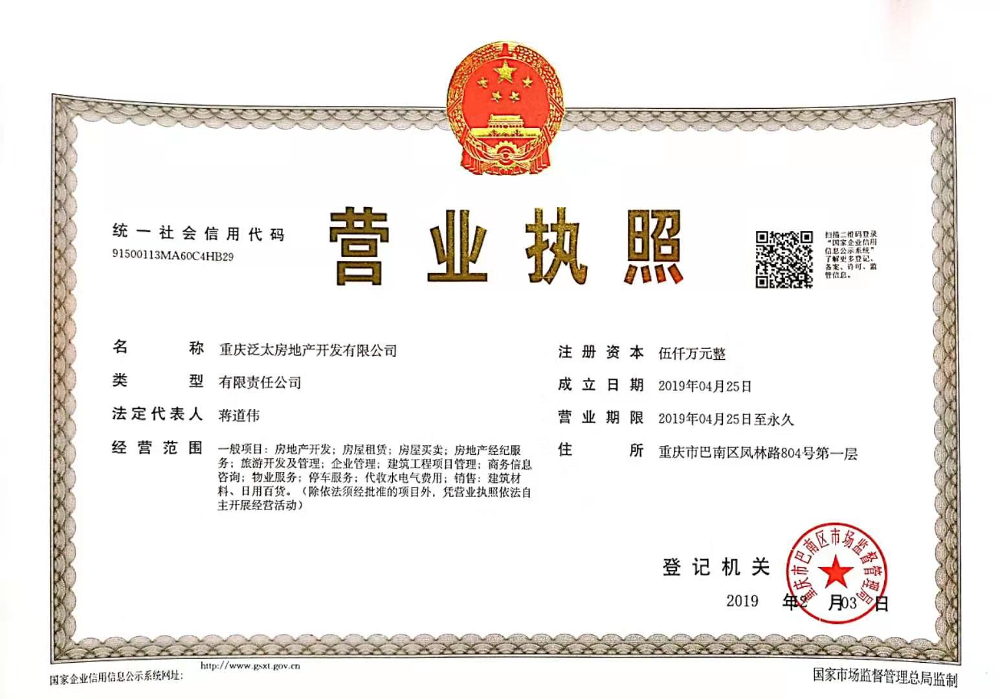 营业执照
统一社会信用代码
91500113MA60C4HB29
扫描二维码登录
“国家企业信用
信息公示系统”
了解更多登记、
备案、许可、监
管信息。
名称 重庆泛太房地产开发有限公司
类型 有限责任公司
法定代表人 蒋道伟
经营范围 一般项目：房地产开发；房屋租赁；房屋买卖；房地产经纪服
务；旅游开发及管理；企业管理；建筑工程项目管理；商务信息
咨询；物业服务；停车服务；代收水电气费用；销售：建筑材
料、日用百货。（除依法须经批准的项目外，凭营业执照依法自
主开展经营活动）
注册资本 伍仟万元整
成立日期 2019年04月25日
营业期限 2019年04月25日至永久
住所 重庆市巴南区凤林路804号第一层
登记机关
重庆市巴南区市场监督管理局
2019 年12 月03 日
国家企业信用信息公示系统网址：
http://www.gsxt.gov.cn
国家市场监督管理总局监制